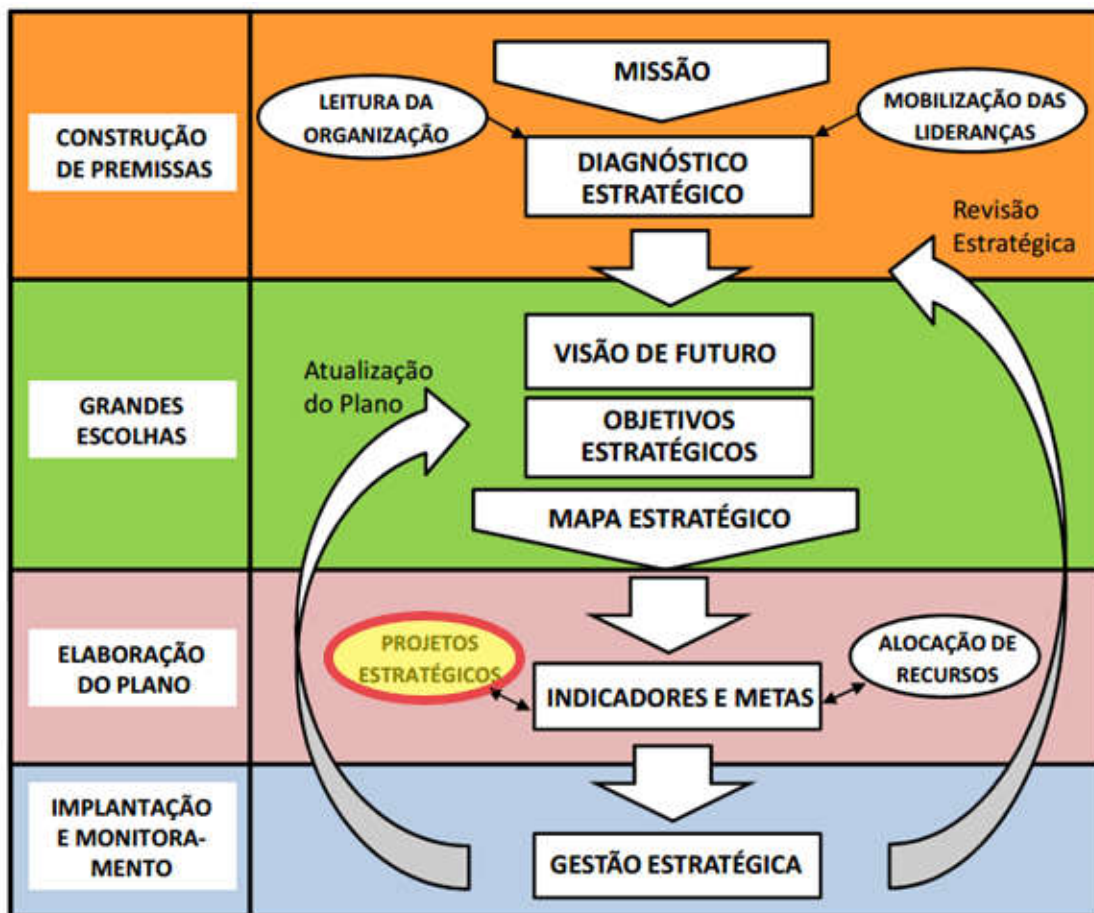 CONSTRUÇÃO
DE PREMISSAS
MISSÃO
LEITURA DA
ORGANIZAÇÃO
MOBILIZAÇÃO DAS
LIDERANÇAS
DIAGNÓSTICO
ESTRATÉGICO
Revisão
Estratégica
GRANDES
ESCOLHAS
Atualização
do Plano
VISÃO DE FUTURO
OBJETIVOS
ESTRATÉGICOS
MAPA ESTRATÉGICO
ELABORAÇÃO
DO PLANO
PROJETOS
ESTRATÉGICOS
INDICADORES E METAS
ALOCAÇÃO DE
RECURSOS
IMPLANTAÇÃO
E MONITORA-
MENTO
GESTÃO ESTRATÉGICA